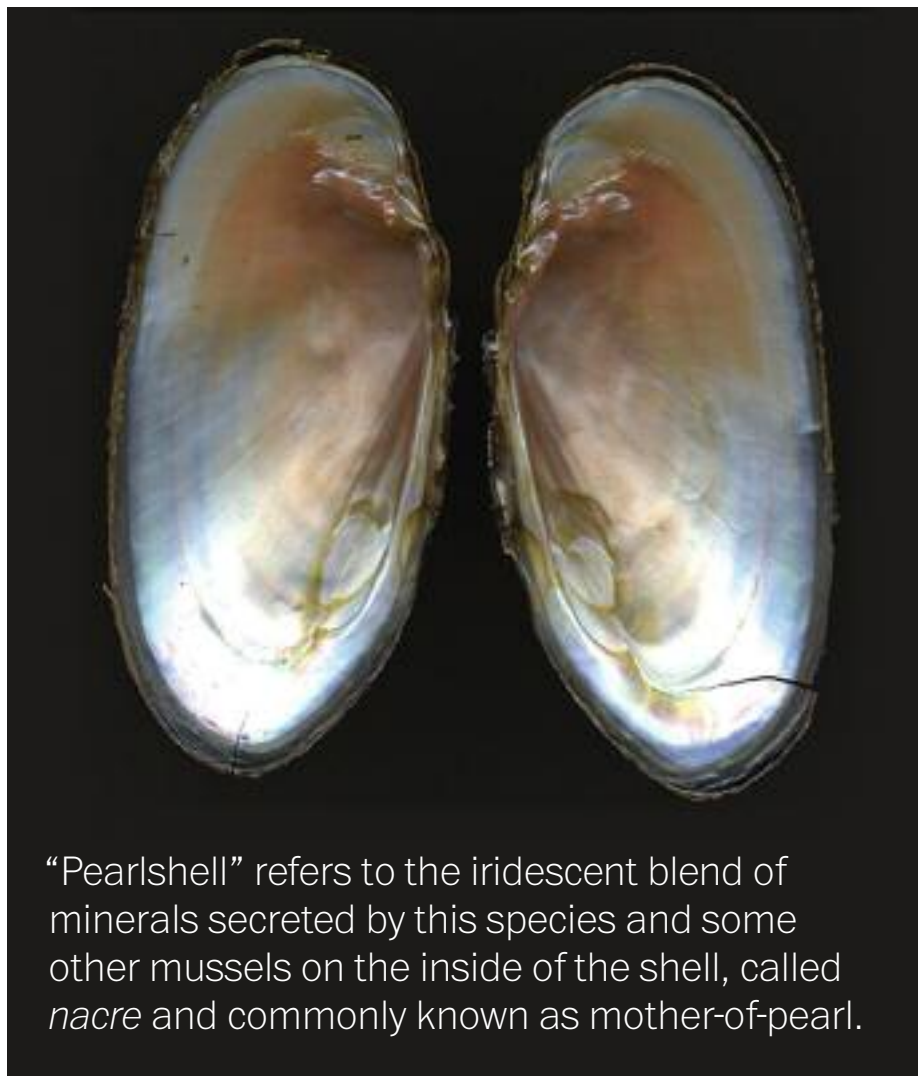 “Pearlshell” refers to the iridescent blend of
minerals secreted by this species and some
other mussels on the inside of the shell, called
nacre and commonly known as mother-of-pearl.